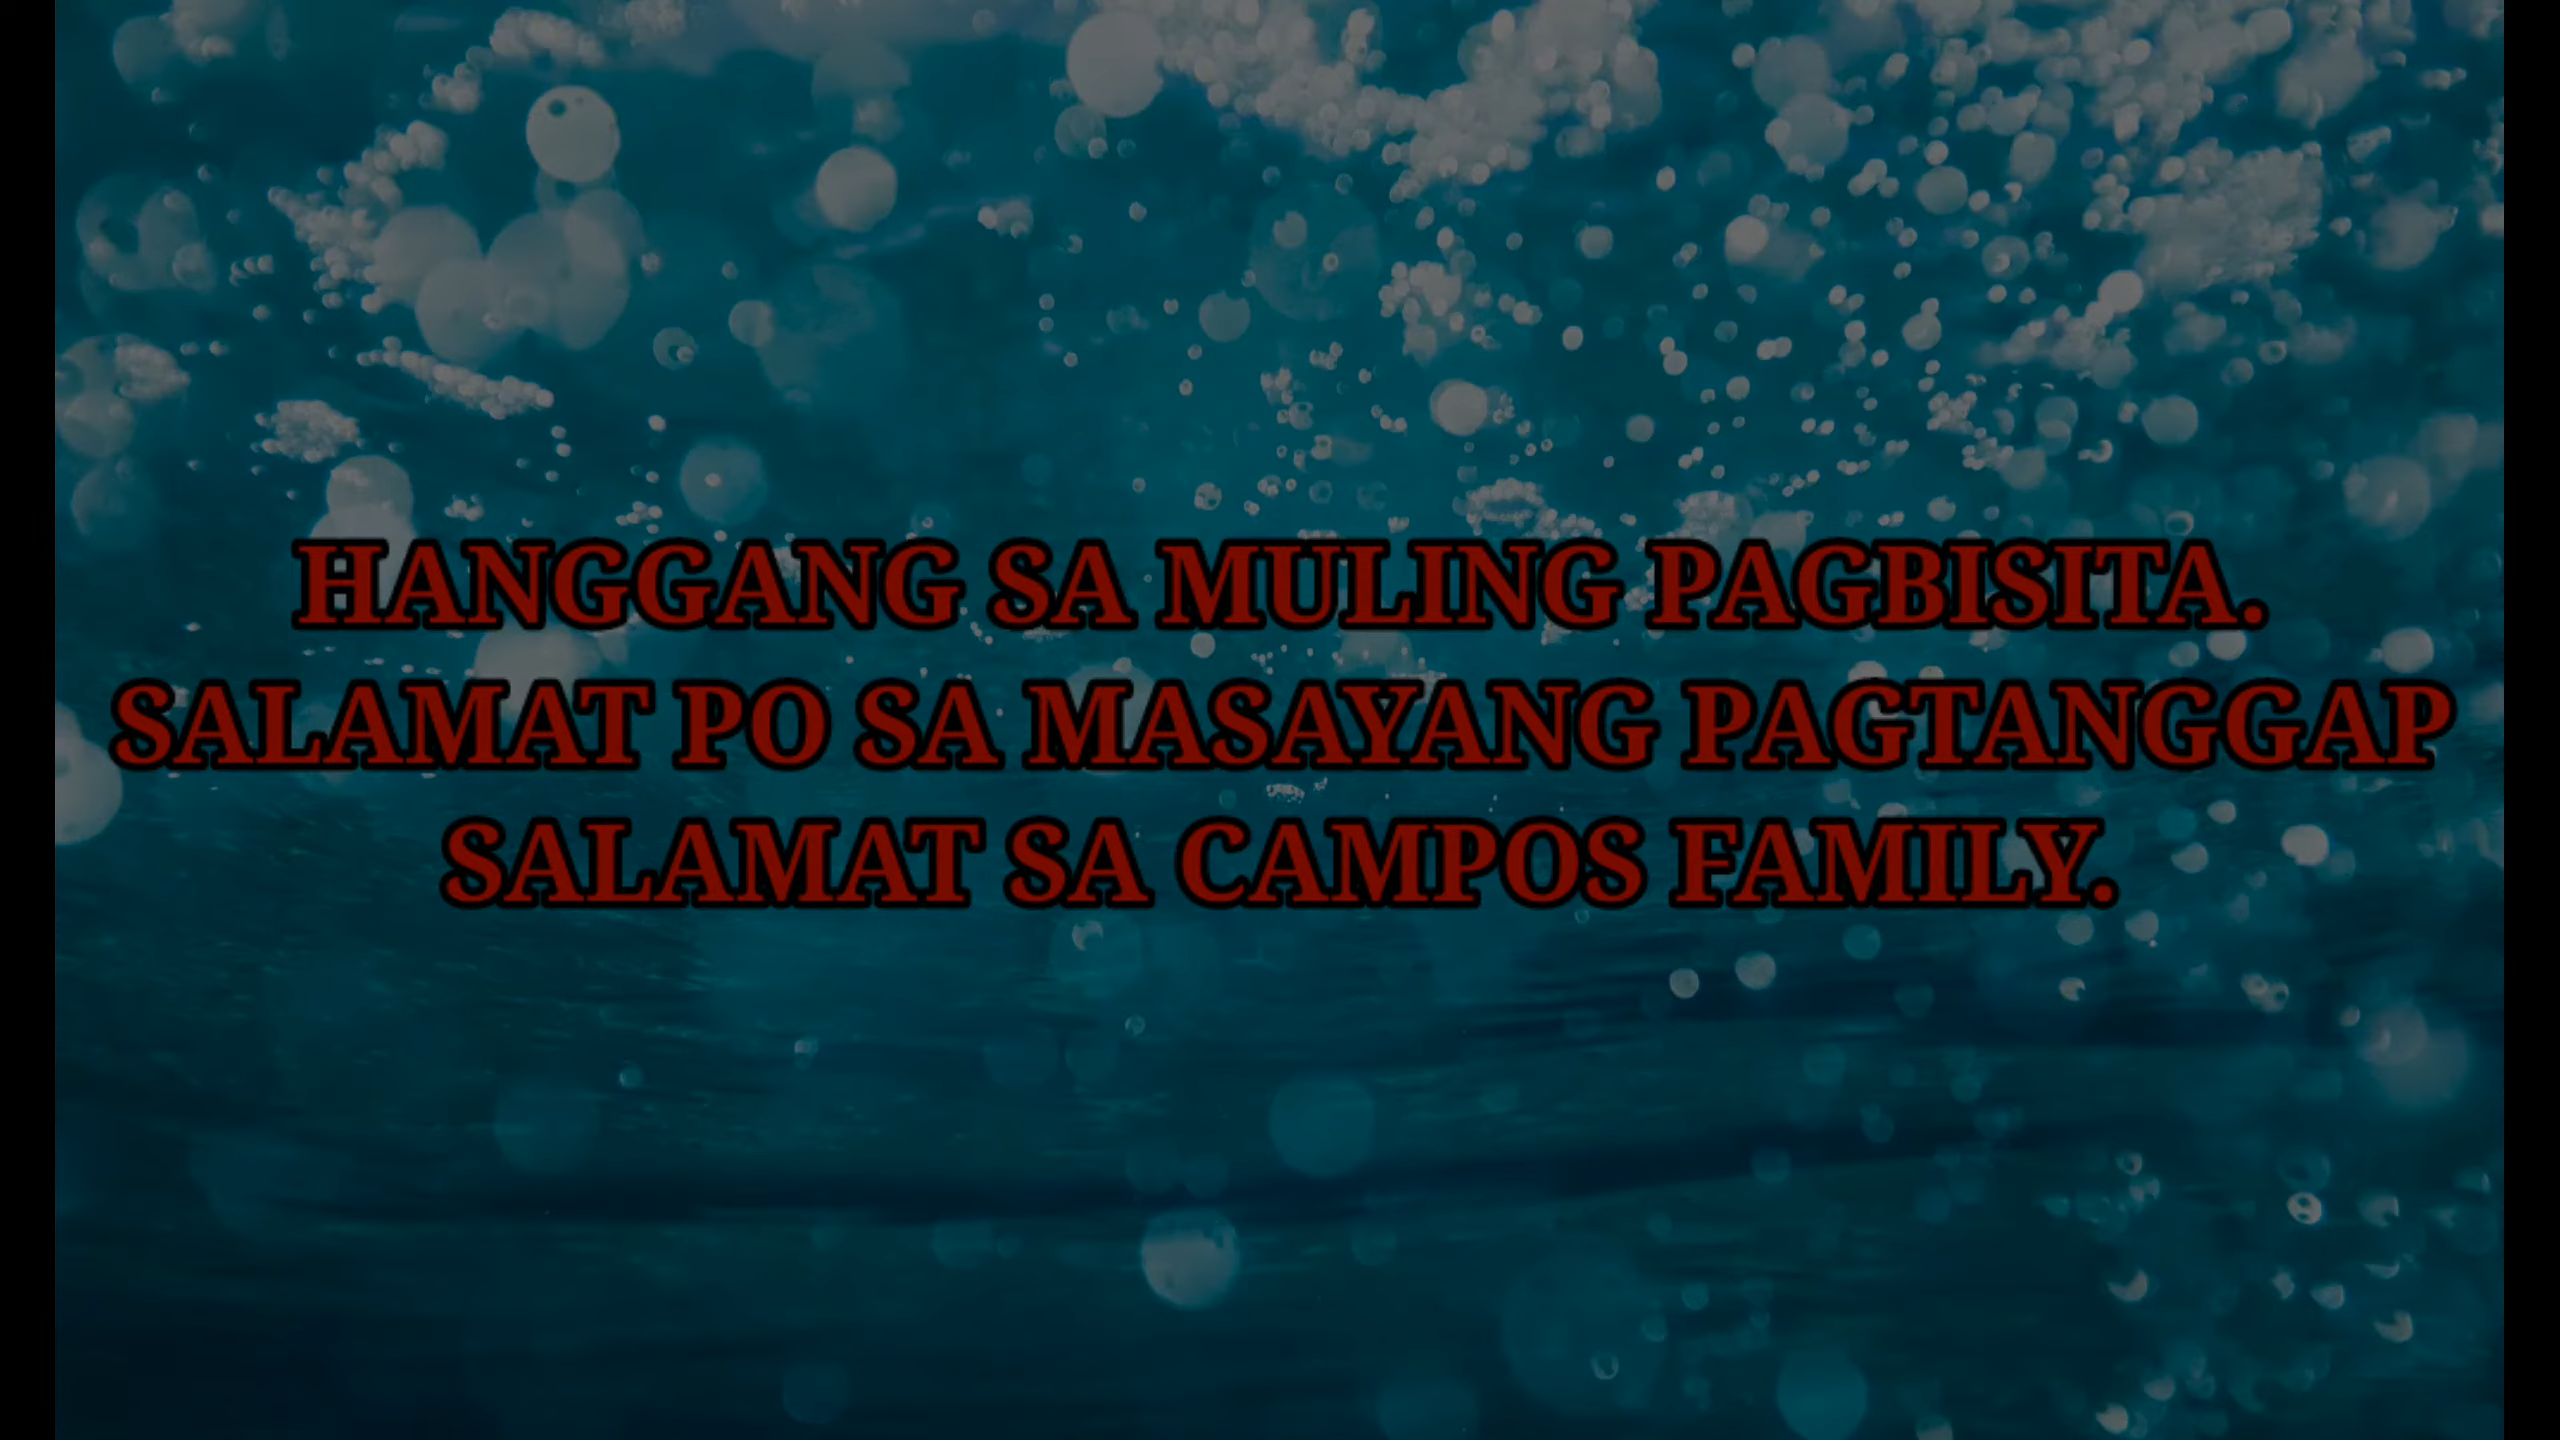 HANGGANG SA MULING PAGBISITA.
SALAMAT PO SA MASAYANG PAGTANGGAP
SALAMAT SA CAMPOS FAMILY.